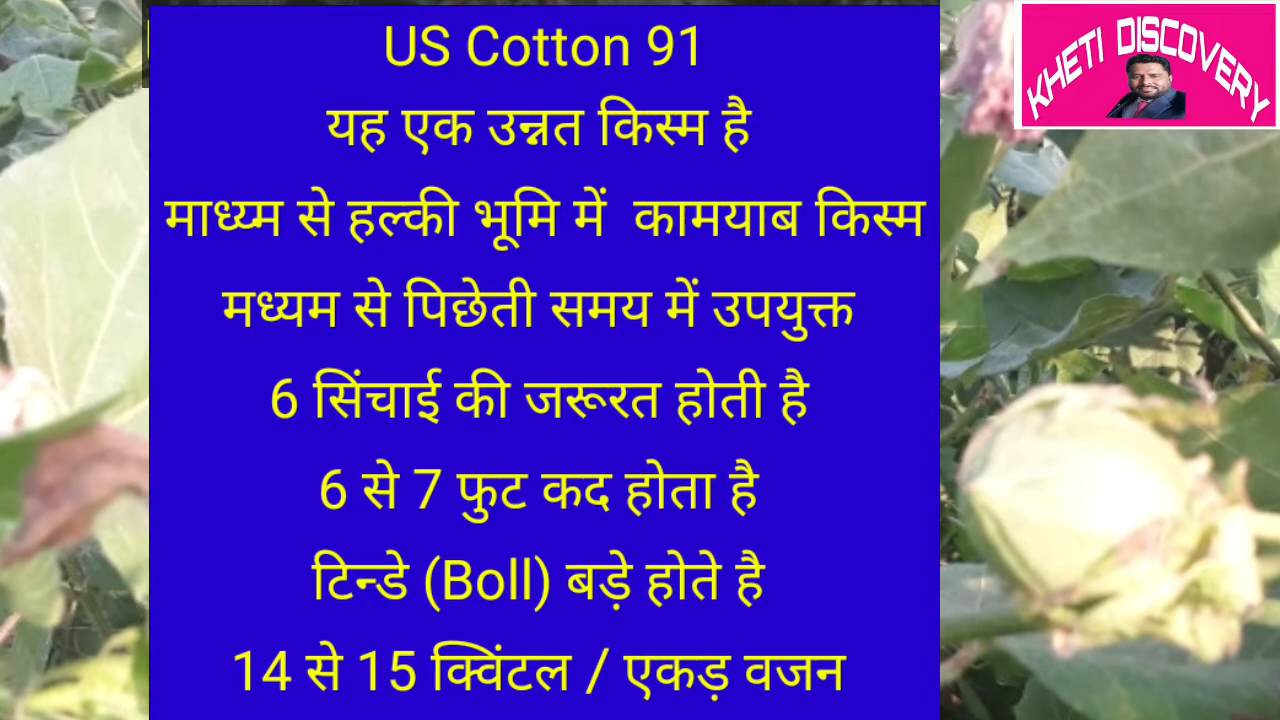 US Cotton 91
यह एक उन्नत किस्म है
माध्य्म से हल्की भूमि में कामयाब किस्म
मध्यम से पिछेती समय में उपयुक्त
6 सिंचाई की जरूरत होती है
6 से 7 फुट कद होता है
टिन्डे (Boll) बड़े होते है
14 से 15 क्विंटल / एकड़ वजन
KHETI DISCOVERY